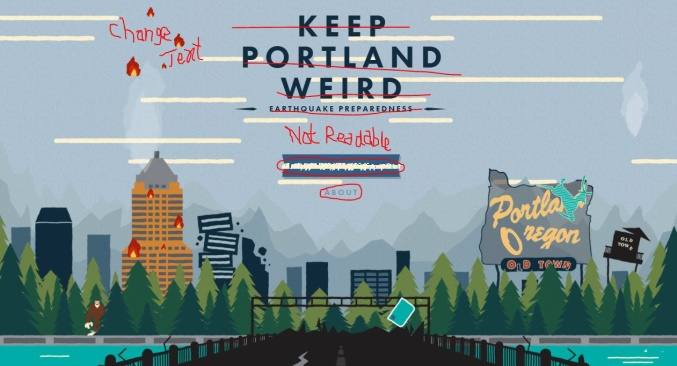 Change
Text
KEEP
PORTLAND
WEIRD
EARTHQUAKE PREPAREDNESS
Not Readable
ABOUT
Portland
Oregon
OLD TOWN
OLD
TOWN